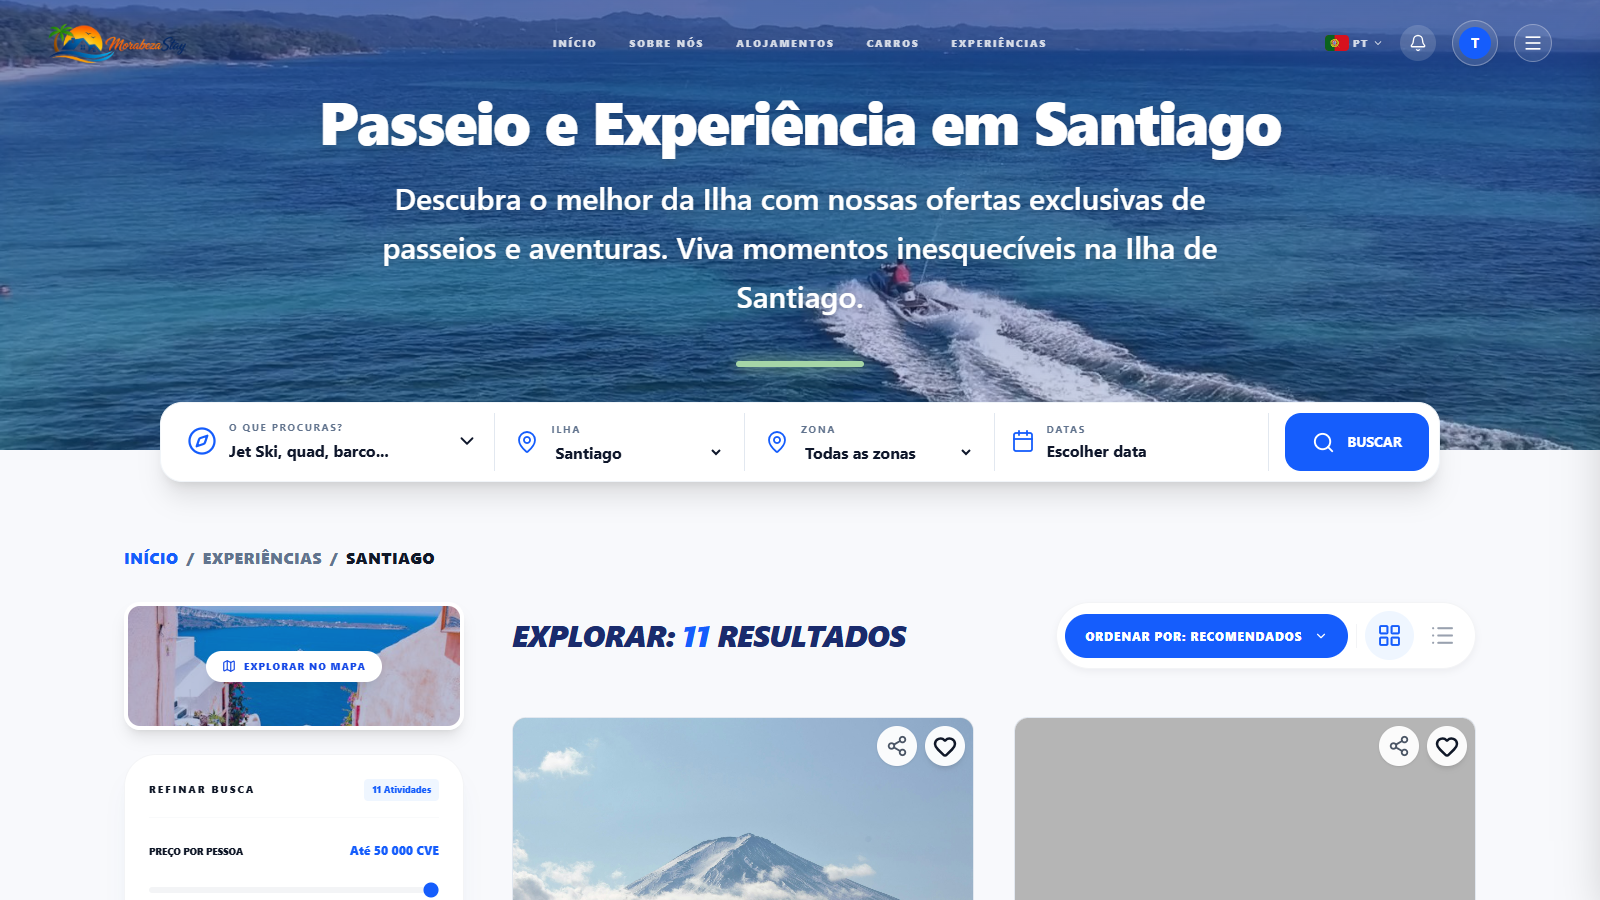 MorabezaStay
INÍCIO
SOBRE NÓS
ALOJAMENTOS
CARROS
EXPERIÊNCIAS
PT
T
Passeio e Experiência em Santiago
Descubra o melhor da Ilha com nossas ofertas exclusivas de
passeios e aventuras. Viva momentos inesquecíveis na Ilha de
Santiago.
O QUE PROCURAS?
Jet Ski, quad, barco...
ILHA
Santiago
ZONA
Todas as zonas
DATAS
Escolher data
BUSCAR
INÍCIO / EXPERIÊNCIAS / SANTIAGO
EXPLORAR NO MAPA
EXPLORAR: 11 RESULTADOS
ORDENAR POR: RECOMENDADOS
REFINAR BUSCA
11 Atividades
PREÇO POR PESSOA
Até 50 000 CVE